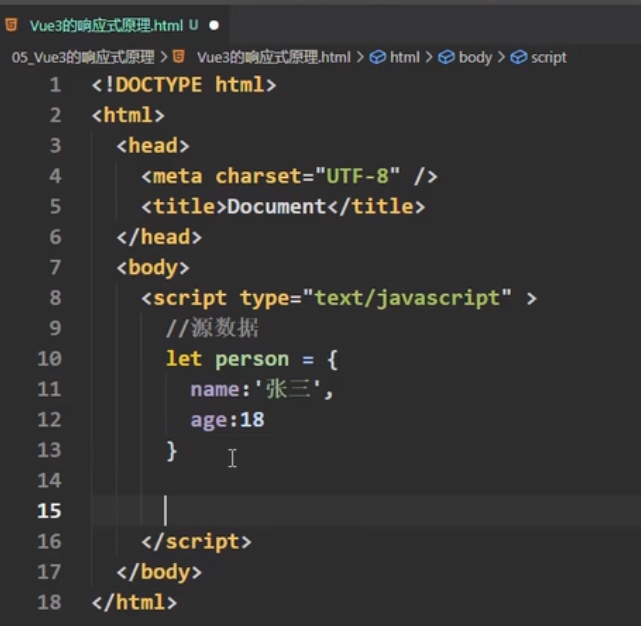 Vue3的响应式原理.html U
05_Vue3的响应式原理 > Vue3的响应式原理.html > html > body > script
1 <!DOCTYPE html>
2 <html>
3 <head>
4 <meta charset="UTF-8" />
5 <title>Document</title>
6 </head>
7 <body>
8 <script type="text/javascript" >
9 //源数据
10 let person = {
11 name:'张三',
12 age:18
13 }
14
15
16 </script>
17 </body>
18 </html>